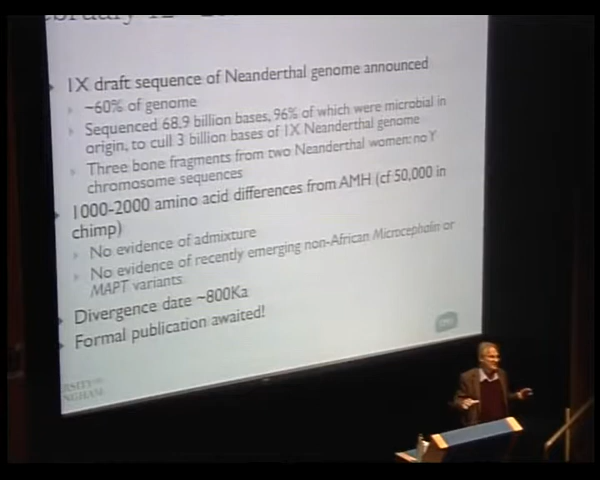 1X draft sequence of Neanderthal genome announced
~60% of genome
Sequenced 68.9 billion bases, 96% of which were microbial in
origin, to cull 3 billion bases of 1X Neanderthal genome
Three bone fragments from two Neanderthal women: no Y
chromosome sequences
1000-2000 amino acid differences from AMH (cf 50,000 in
chimp)
No evidence of admixture
No evidence of recently emerging non-African Microcephalin or
MAPT variants
Divergence date ~800Ka
Formal publication awaited!